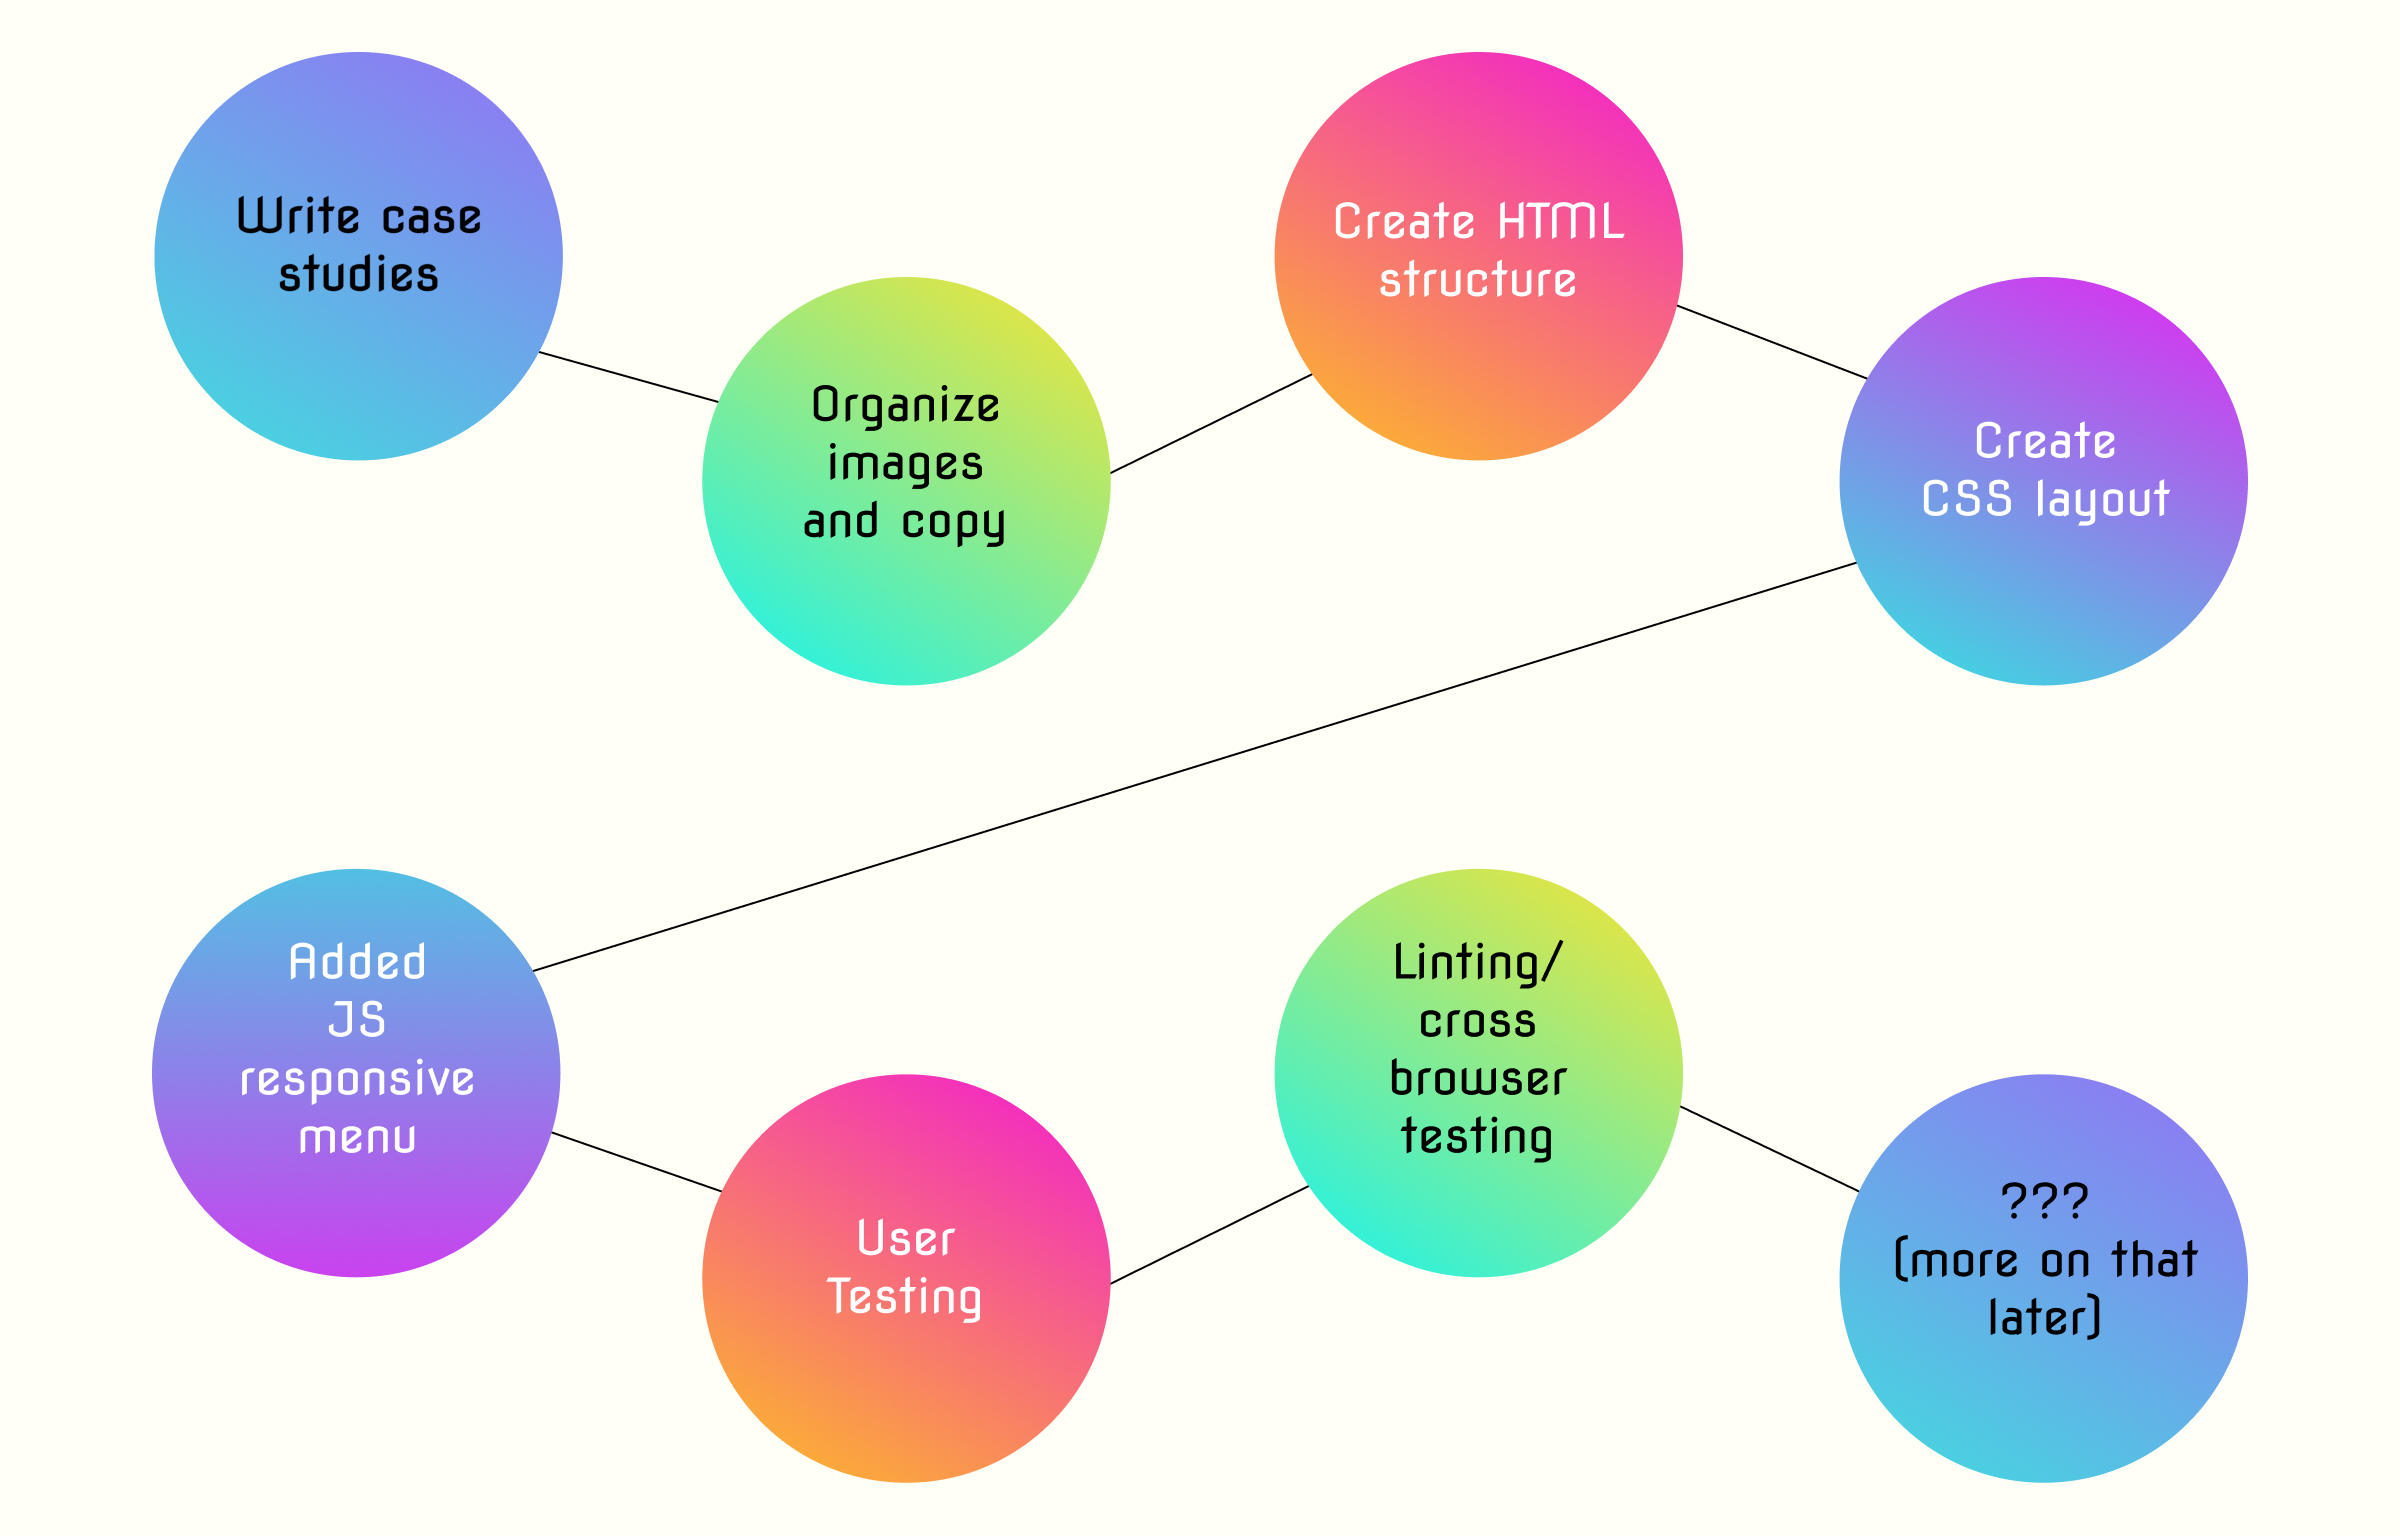 Write case
studies
Organize
images
and copy
Create HTML
structure
Create
CSS layout
Added
JS
responsive
menu
User
Testing
Linting/
cross
browser
testing
???
(more on that
later)